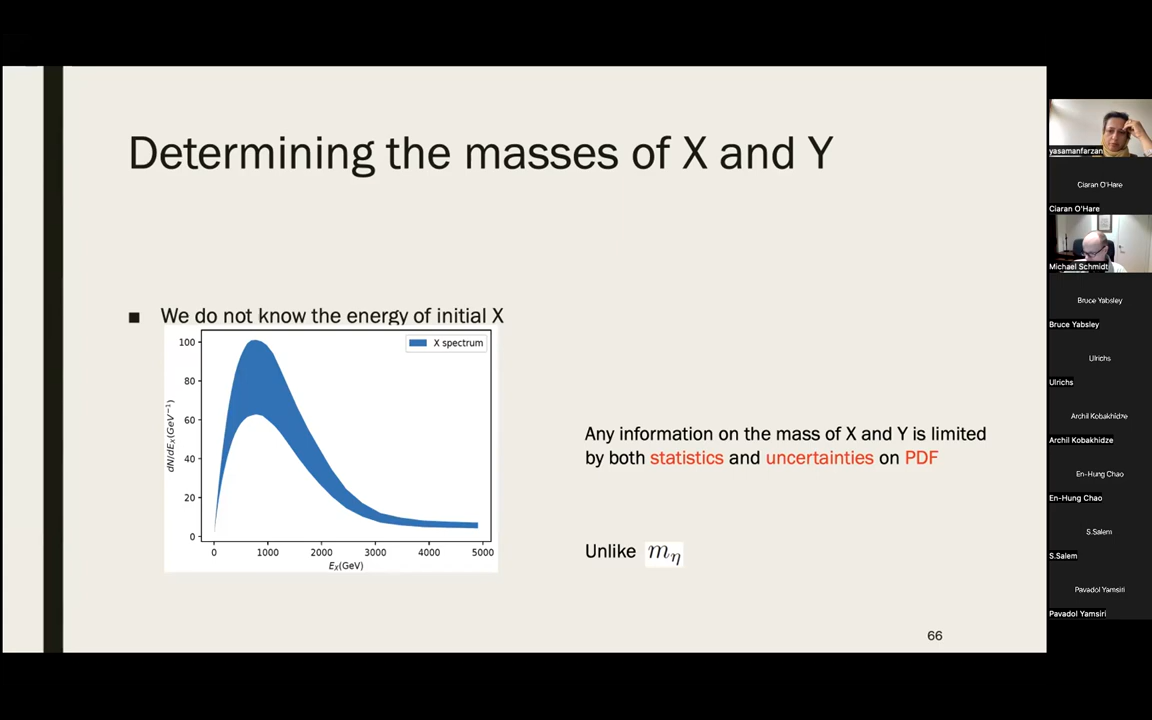 Determining the masses of X and Y
■ We do not know the energy of initial X
X spectrum
100
80
60
40
20
0
dN/dE_X(GeV⁻¹)
0 1000 2000 3000 4000 5000
E_X(GeV)
Any information on the mass of X and Y is limited
by both statistics and uncertainties on PDF
Unlike m_η
66
yasamanfarzan
Ciaran O'Hare
Ciaran O'Hare
Michael Schmidt
Bruce Yabsley
Bruce Yabsley
Ulrichs
Ulrichs
Archil Kobakhidze
Archil Kobakhidze
En-Hung Chao
En-Hung Chao
S.Salem
S.Salem
Pavadol Yamsiri
Pavadol Yamsiri